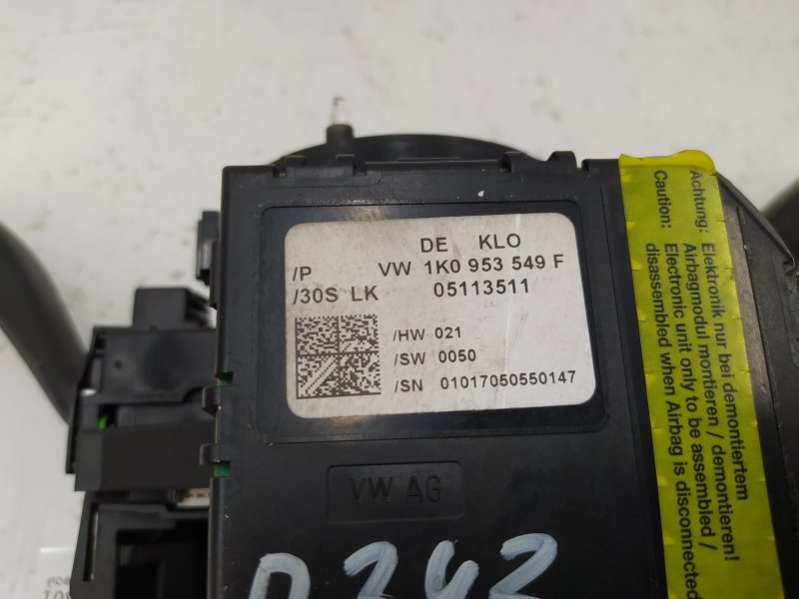 DE KLO
/P VW 1K0 953 549 F
/30S LK 05113511
/HW 021
/SW 0050
/SN 01017050550147
VW AG
Achtung: Elektronik nur bei demontiertem
Airbagmodul montieren / demontieren!
Caution: Electronic unit only to be assembled /
disassembled when Airbag is disconnected